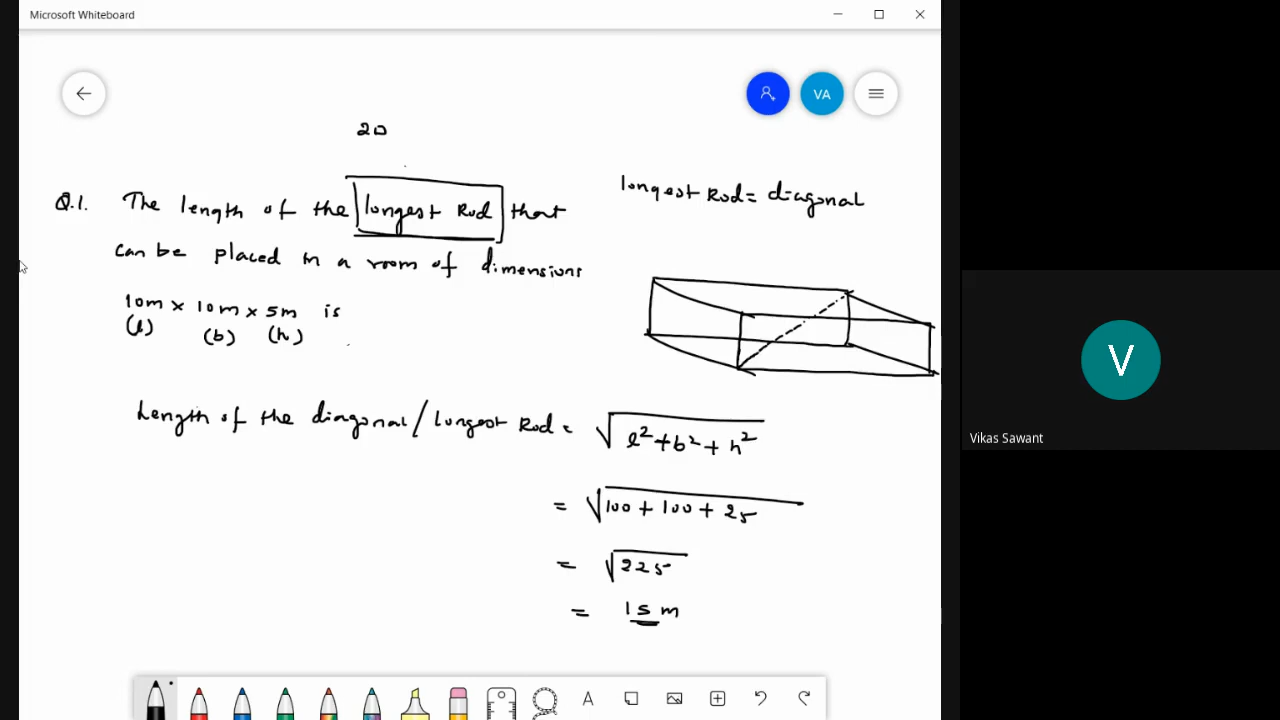 Microsoft Whiteboard
VA
20
Q.1. The length of the longest Rod that
can be placed in a room of dimensions
10m × 10m × 5m is
(l) (b) (h)
longest Rod = diagonal
Length of the diagonal / longest Rod = √l²+b²+h²
= √100+100+25
= √225
= 15 m
A
V
Vikas Sawant